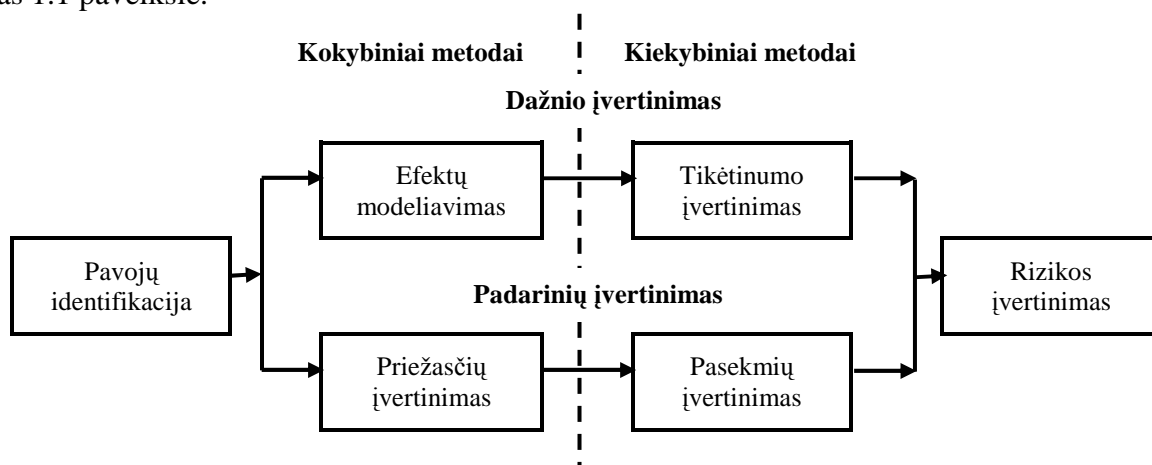 1.1 paveiksle.
Kokybiniai metodai
Kiekybiniai metodai
Dažnio įvertinimas
Efektų
modeliavimas
Tikėtinumo
įvertinimas
Pavojų
identifikacija
Rizikos
įvertinimas
Padarinių įvertinimas
Priežasčių
įvertinimas
Pasekmių
įvertinimas